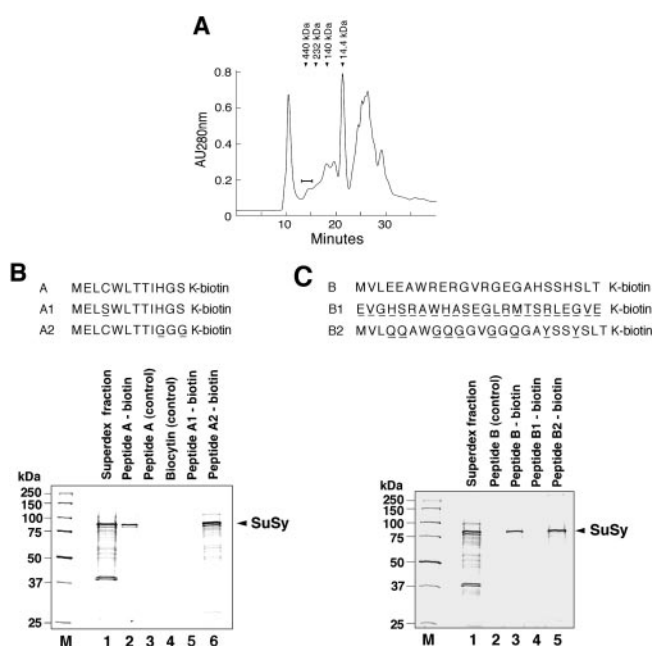 A
440 kDa
232 kDa
140 kDa
14.4 kDa
0.8
0.6
0.4
0.2
0
AU280nm
10
20
30
Minutes
B
A MELCWLTTIHGS K-biotin
A1 MELSWLTTIHGS K-biotin
A2 MELCWLTTIGGG K-biotin
Superdex fraction
Peptide A - biotin
Peptide A (control)
Biocytin (control)
Peptide A1 - biotin
Peptide A2 - biotin
kDa
250
150
100
75
50
37
25
SuSy
M 1 2 3 4 5 6
C
B MVLEEAWRERGVRGEGAHSSHSLT K-biotin
B1 EVGHSRAWHASEGLRMTSRLEGVE K-biotin
B2 MVLQQAWGQGGVGGQGAYSSYSLT K-biotin
Superdex fraction
Peptide B (control)
Peptide B - biotin
Peptide B1 - biotin
Peptide B2 - biotin
kDa
250
150
100
75
50
37
25
SuSy
M 1 2 3 4 5